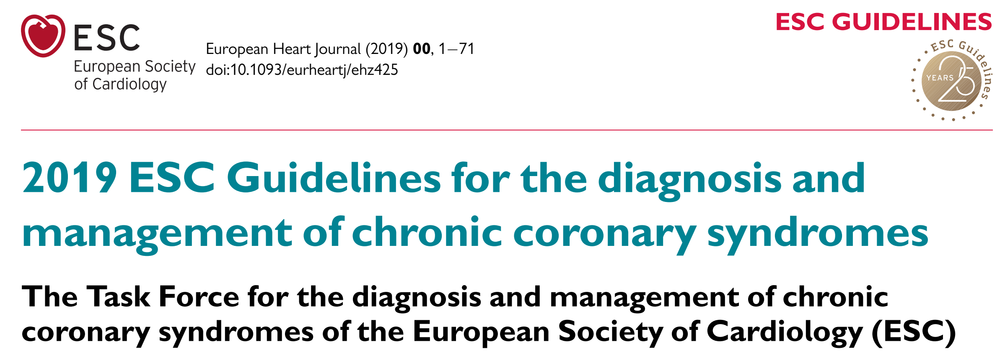 ESC
European Society
of Cardiology
European Heart Journal (2019) 00, 1–71
doi:10.1093/eurheartj/ehz425
ESC GUIDELINES
ESC Guidelines
YEARS 25
2019 ESC Guidelines for the diagnosis and
management of chronic coronary syndromes
The Task Force for the diagnosis and management of chronic
coronary syndromes of the European Society of Cardiology (ESC)